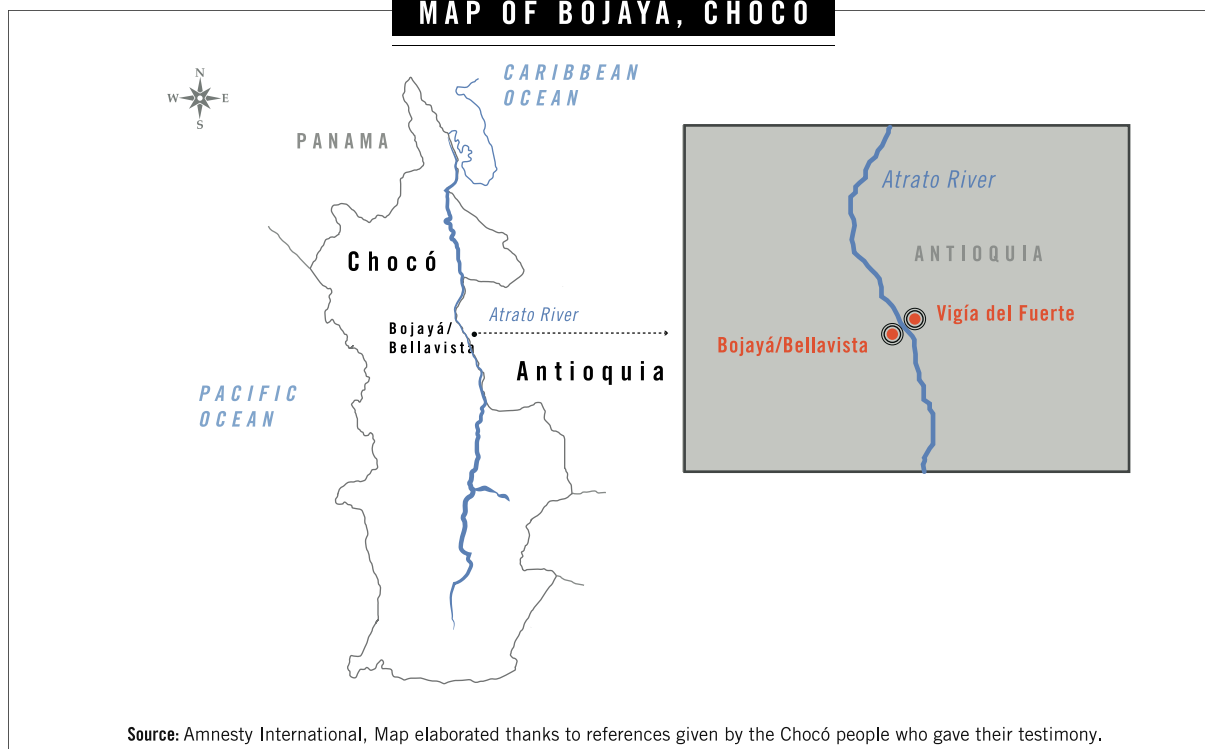 MAP OF BOJAYA, CHOCO
N
W E
S
CARIBBEAN
OCEAN
PANAMA
Chocó
Bojayá/
Bellavista
Atrato River
Antioquia
PACIFIC
OCEAN
Atrato River
ANTIOQUIA
Vigía del Fuerte
Bojayá/Bellavista
Source: Amnesty International, Map elaborated thanks to references given by the Chocó people who gave their testimony.